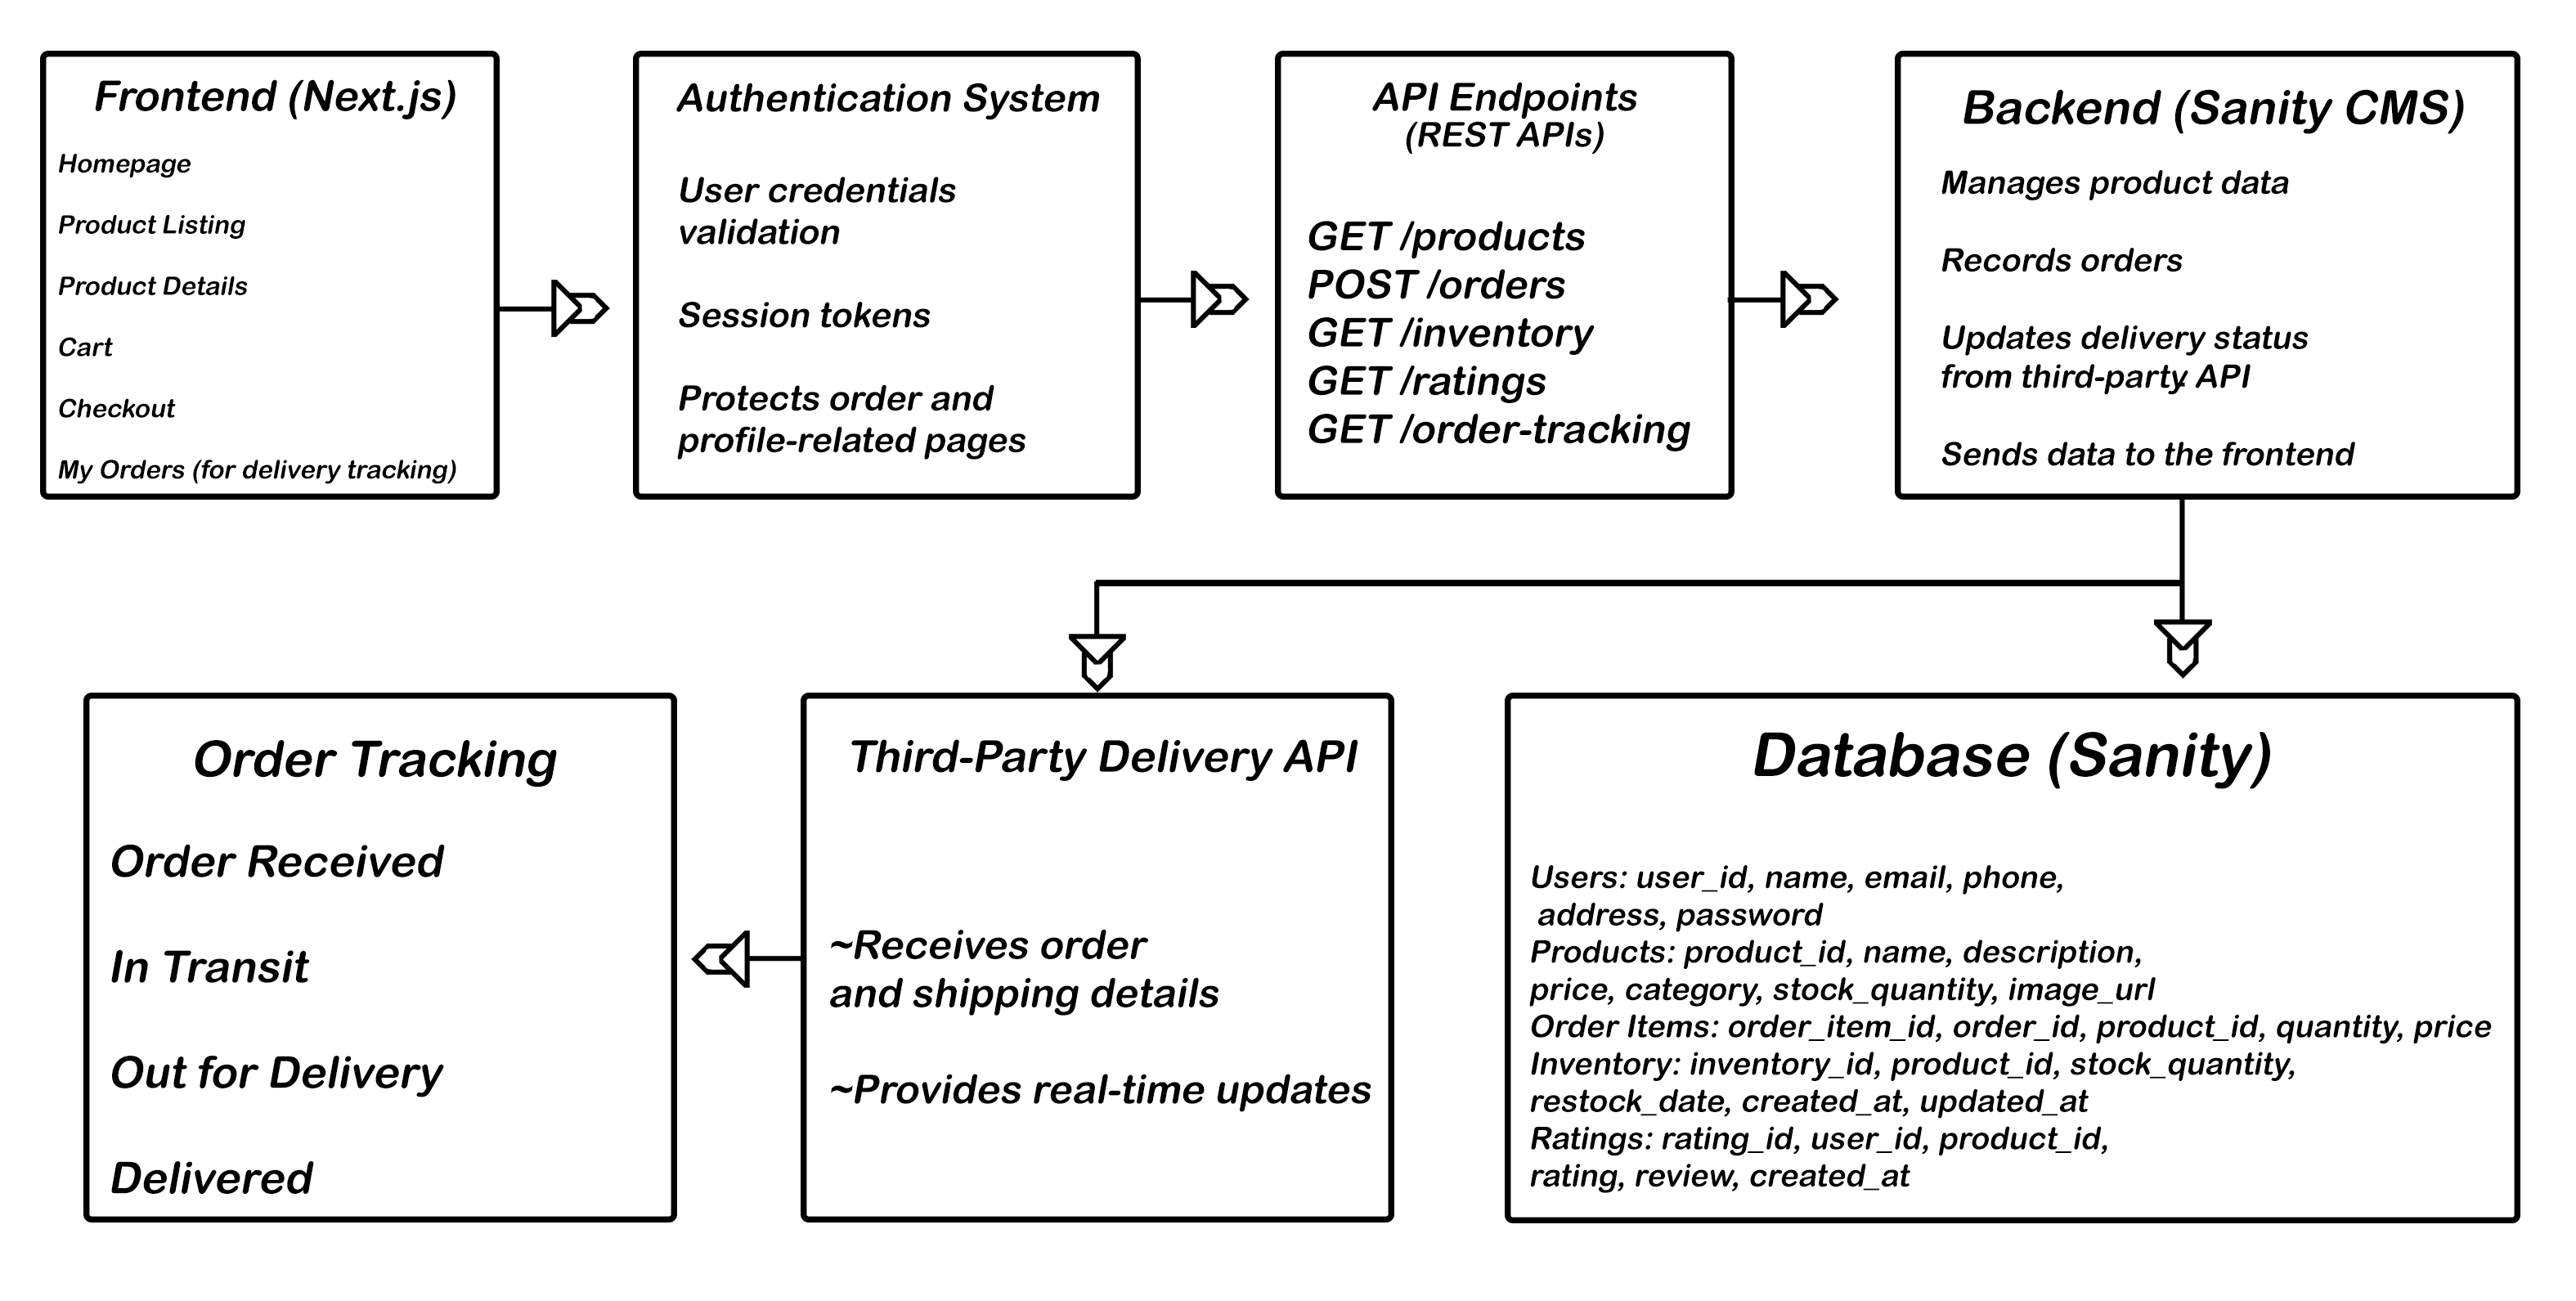 Frontend (Next.js)
Homepage
Product Listing
Product Details
Cart
Checkout
My Orders (for delivery tracking)
Authentication System
User credentials
validation
Session tokens
Protects order and
profile-related pages
API Endpoints
(REST APIs)
GET /products
POST /orders
GET /inventory
GET /ratings
GET /order-tracking
Backend (Sanity CMS)
Manages product data
Records orders
Updates delivery status
from third-party API
Sends data to the frontend
Order Tracking
Order Received
In Transit
Out for Delivery
Delivered
Third-Party Delivery API
~Receives order
and shipping details
~Provides real-time updates
Database (Sanity)
Users: user_id, name, email, phone,
address, password
Products: product_id, name, description,
price, category, stock_quantity, image_url
Order Items: order_item_id, order_id, product_id, quantity, price
Inventory: inventory_id, product_id, stock_quantity,
restock_date, created_at, updated_at
Ratings: rating_id, user_id, product_id,
rating, review, created_at